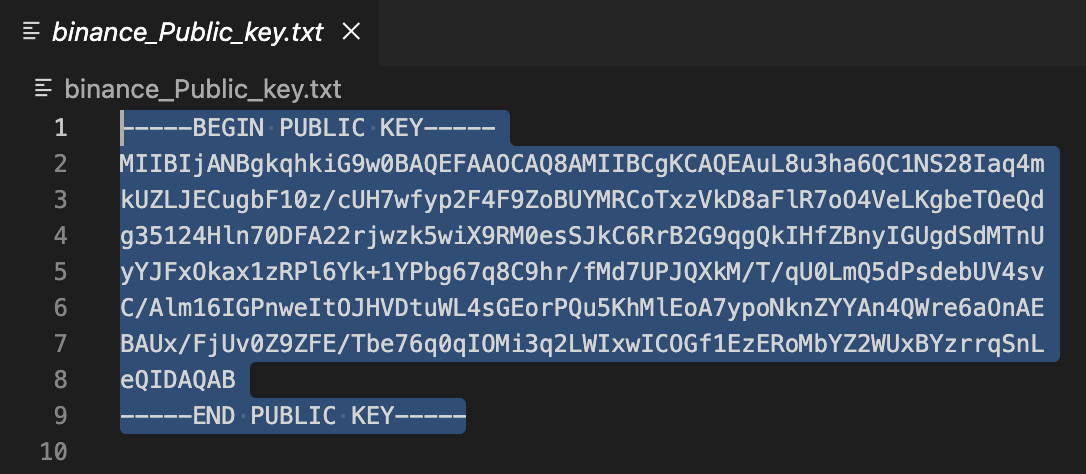 binance_Public_key.txt
binance_Public_key.txt
1 -----BEGIN PUBLIC KEY-----
2 MIIBIjANBgkqhkiG9w0BAQEFAAOCAQ8AMIIBCgKCAQEAuL8u3ha6QC1NS28Iaq4m
3 kUZLJECugbF10z/cUH7wfyp2F4F9ZoBUYMRCoTxzVkD8aFlR7oO4VeLKgbeTOeQd
4 g35124Hln70DFA22rjwzk5wiX9RM0esSJkC6RrB2G9qgQkIHfZBnyIGUgdSdMTnU
5 yYJFxOkax1zRPl6Yk+1YPbg67q8C9hr/fMd7UPJQXkM/T/qU0LmQ5dPsdebUV4sv
6 C/Alm16IGPnweItOJHVDtuWL4sGEorPQu5KhMlEoA7ypoNknZYYAn4QWre6aOnAE
7 BAUx/FjUv0Z9ZFE/Tbe76q0qIOMi3q2LWIxwICOGf1EzERoMbYZ2WUxBYzrrqSnL
8 eQIDAQAB
9 -----END PUBLIC KEY-----
10